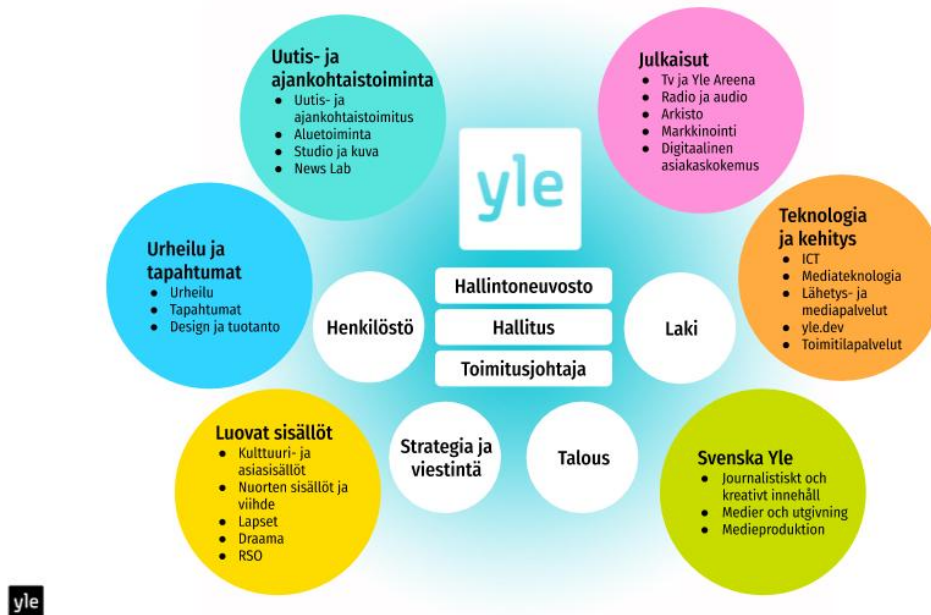 Uutis- ja
ajankohtaistoiminta
● Uutis- ja
ajankohtaistoimitus
● Aluetoiminta
● Studio ja kuva
● News Lab
Julkaisut
● Tv ja Yle Areena
● Radio ja audio
● Arkisto
● Markkinointi
● Digitaalinen
asiakaskokemus
yle
Urheilu ja
tapahtumat
● Urheilu
● Tapahtumat
● Design ja tuotanto
Teknologia
ja kehitys
● ICT
● Mediateknologia
● Lähetys- ja
mediapalvelut
● yle.dev
● Toimitilapalvelut
Henkilöstö
Hallintoneuvosto
Hallitus
Toimitusjohtaja
Laki
Luovat sisällöt
● Kulttuuri- ja
asiasisällöt
● Nuorten sisällöt ja
viihde
● Lapset
● Draama
● RSO
Strategia ja
viestintä
Talous
Svenska Yle
● Journalistiskt och
kreativt innehåll
● Medier och utgivning
● Medieproduktion
yle